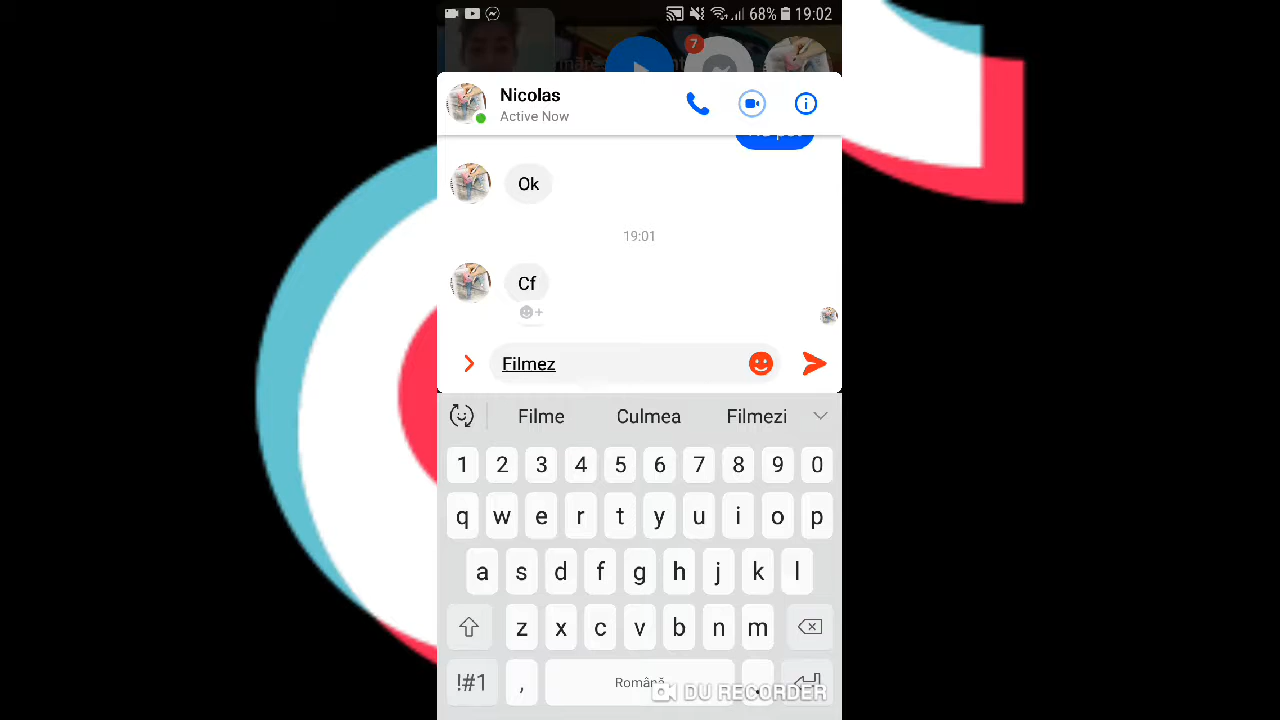 68% 19:02
7
Nicolas
Active Now
Ok
19:01
Cf
Filmez
Filme Culmea Filmezi
1 2 3 4 5 6 7 8 9 0
q w e r t y u i o p
a s d f g h j k l
z x c v b n m
!#1 , Română .
DU RECORDER